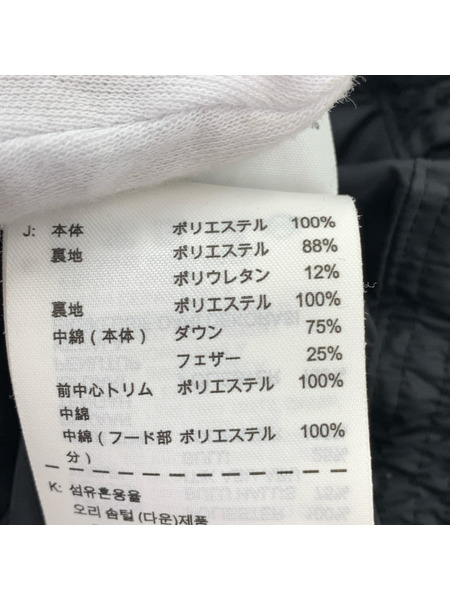 J: 本体 ポリエステル 100%
裏地 ポリエステル 88%
ポリウレタン 12%
裏地 ポリエステル 100%
中綿(本体) ダウン 75%
フェザー 25%
前中心トリム ポリエステル 100%
中綿
中綿(フード部 ポリエステル 100%
分)
K: 섬유혼용율
오리 솜털 (다운)제품